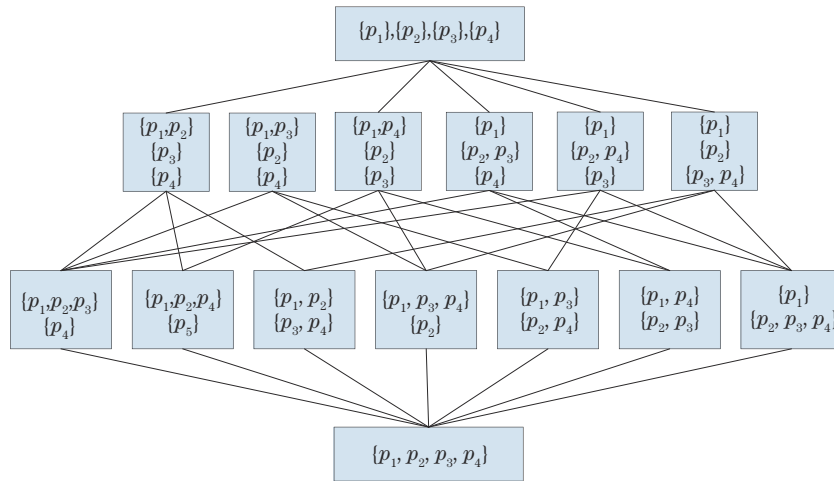 {p₁},{p₂},{p₃},{p₄}
{p₁,p₂}
{p₃}
{p₄}
{p₁,p₃}
{p₂}
{p₄}
{p₁,p₄}
{p₂}
{p₃}
{p₁}
{p₂, p₃}
{p₄}
{p₁}
{p₂, p₄}
{p₃}
{p₁}
{p₂}
{p₃, p₄}
{p₁,p₂,p₃}
{p₄}
{p₁,p₂,p₄}
{p₅}
{p₁, p₂}
{p₃, p₄}
{p₁, p₃, p₄}
{p₂}
{p₁, p₃}
{p₂, p₄}
{p₁, p₄}
{p₂, p₃}
{p₁}
{p₂, p₃, p₄}
{p₁, p₂, p₃, p₄}